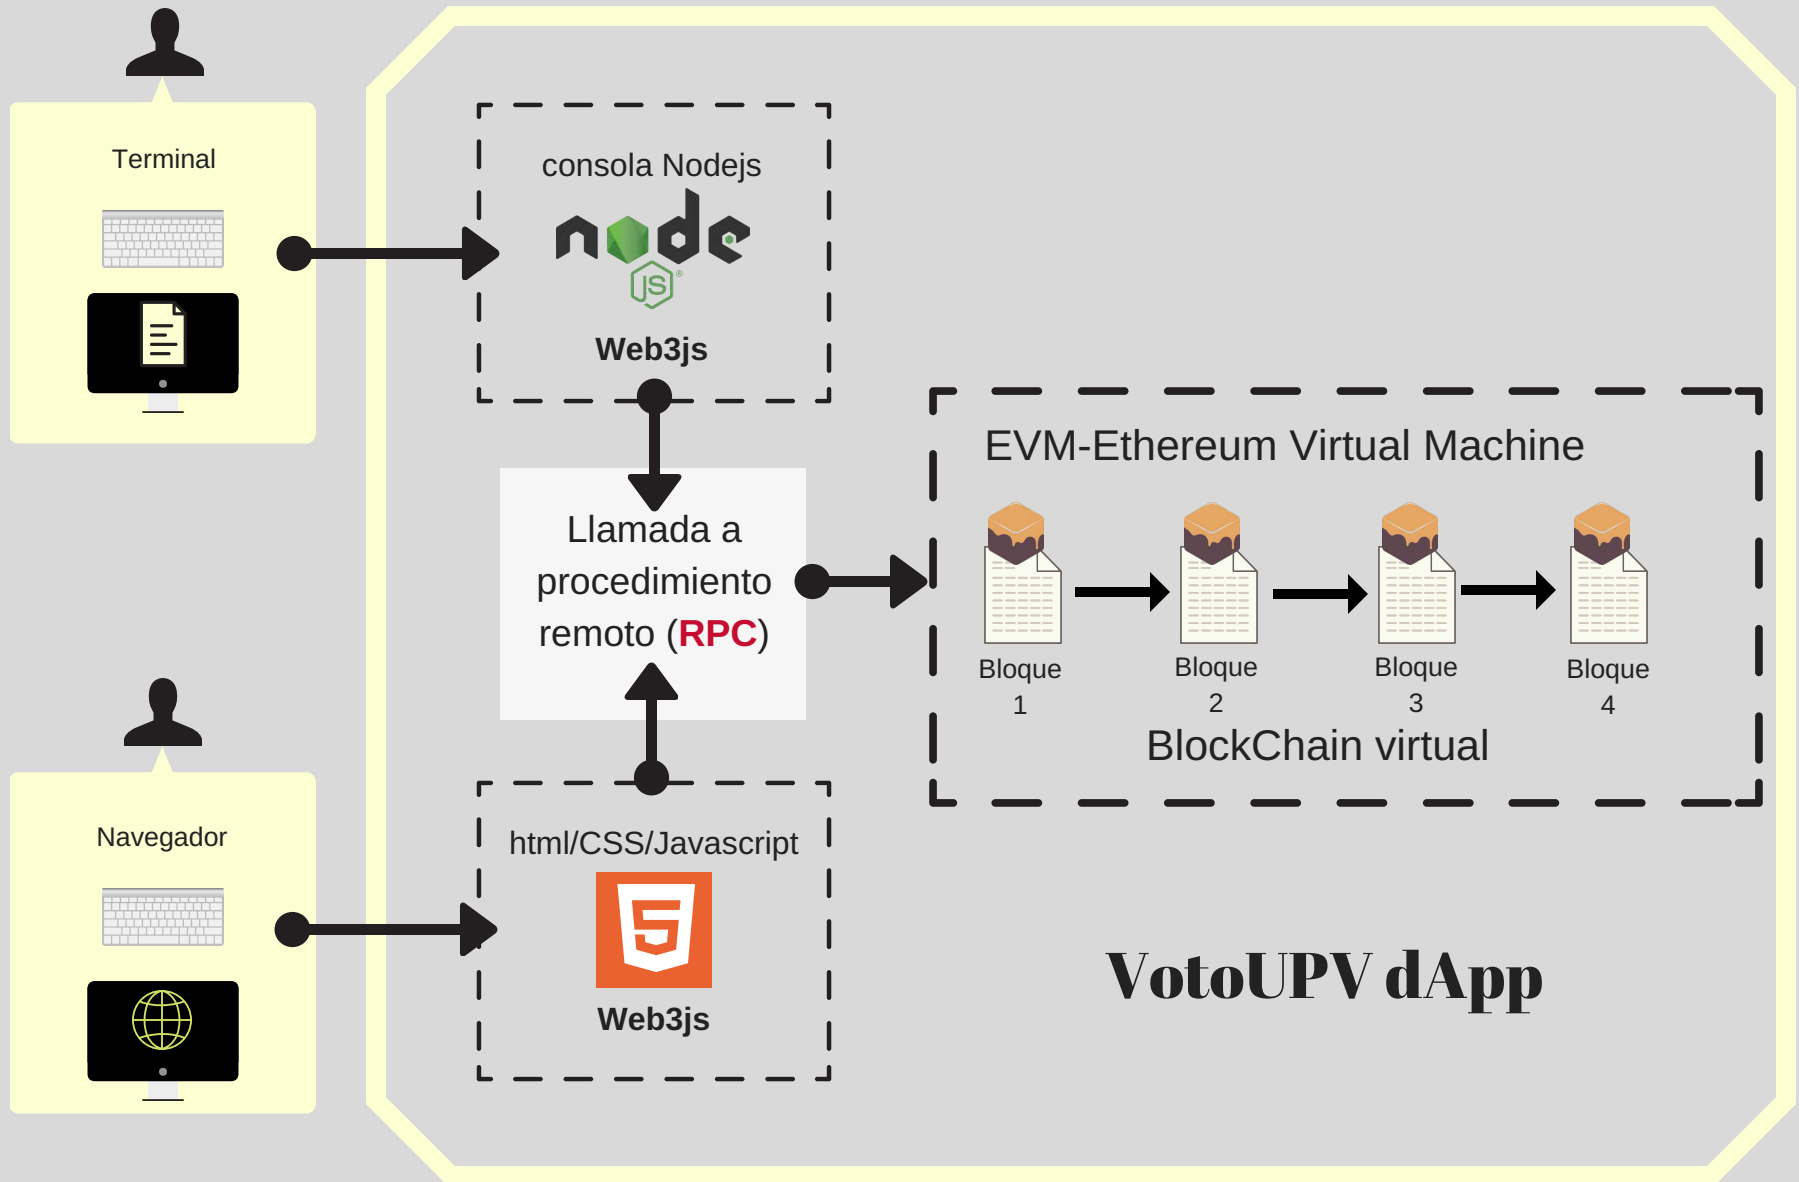 Terminal
consola Nodejs
node
JS
®
Web3js
Llamada a
procedimiento
remoto (RPC)
EVM-Ethereum Virtual Machine
Bloque
1
Bloque
2
Bloque
3
Bloque
4
BlockChain virtual
Navegador
html/CSS/Javascript
5
Web3js
VotoUPV dApp